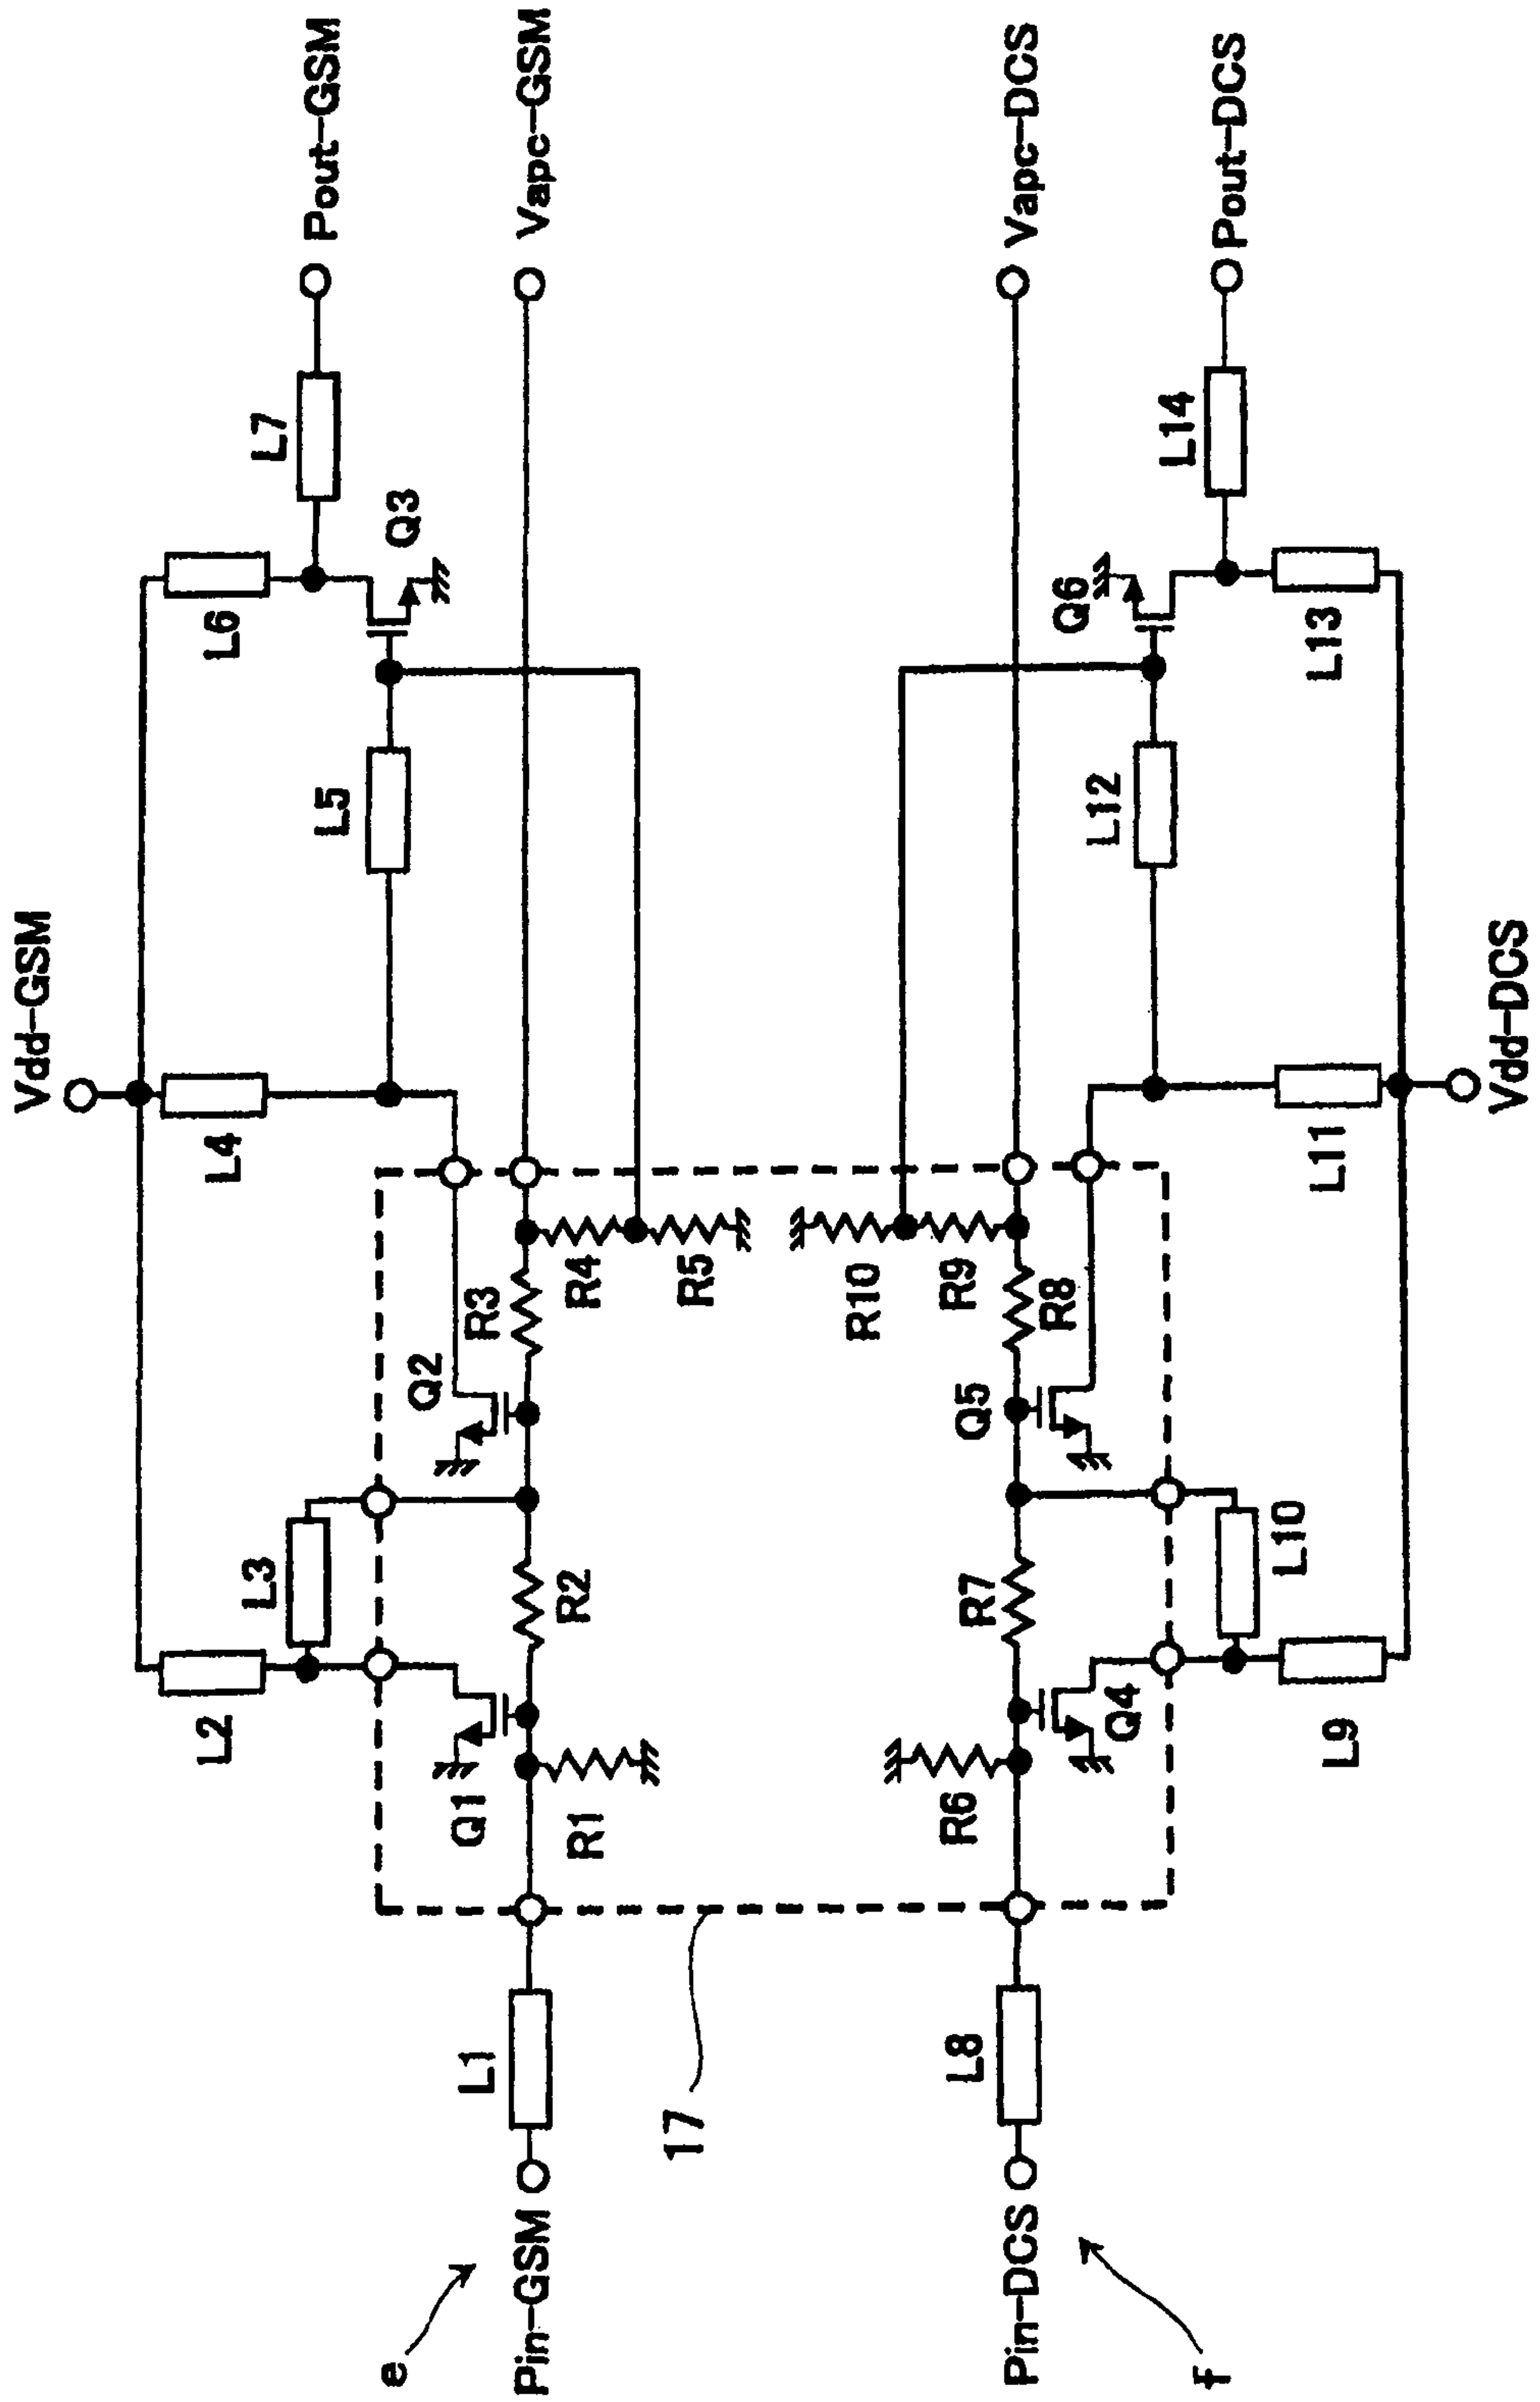 Vdd-GSM
L2
L4
L6
L3
L5
L7
Pout-GSM
Q1
Q2
Q3
e
Pin-GSM
L1
R1
R2
R3
R4
R5
Vapc-GSM
17
f
Pin-DCS
L8
R6
R7
R8
R9
R10
Vapc-DCS
Q4
Q5
Q6
L10
L12
L14
Pout-DCS
L9
L11
L13
Vdd-DCS